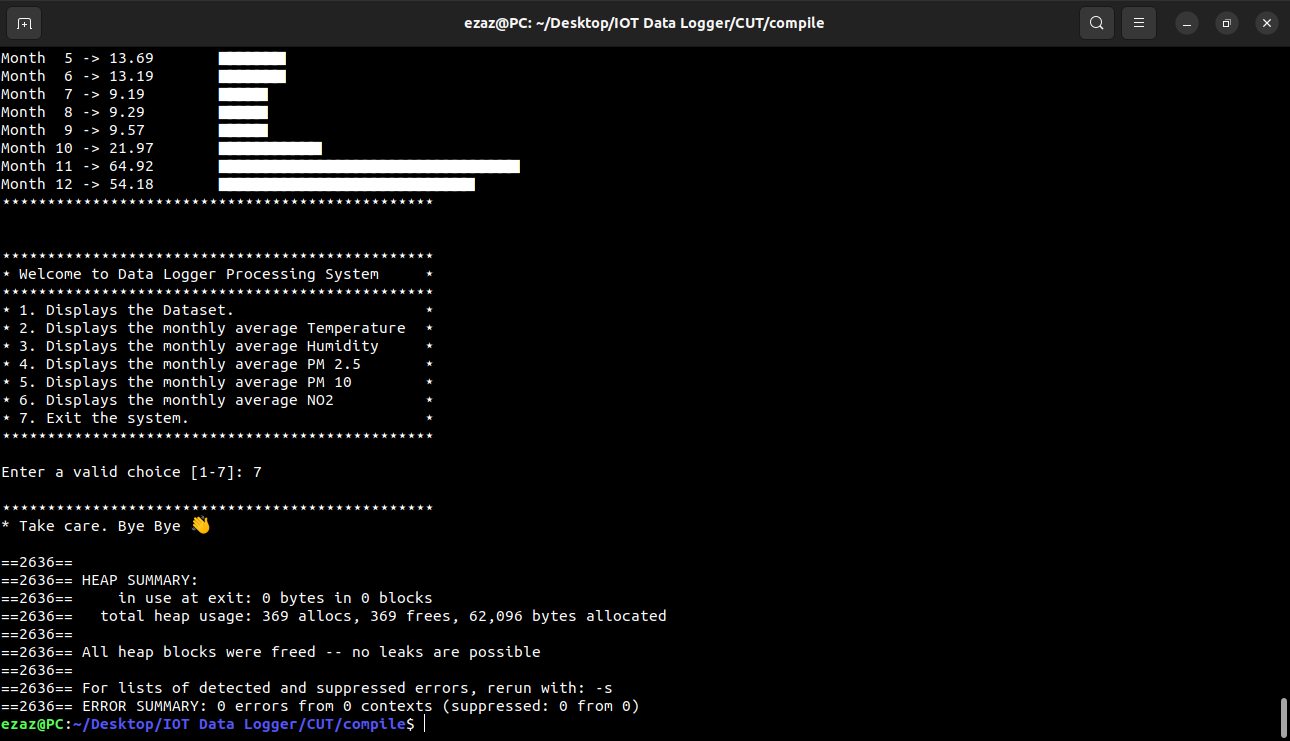 ezaz@PC: ~/Desktop/IOT Data Logger/CUT/compile
Month  5 -> 13.69
Month  6 -> 13.19
Month  7 -> 9.19
Month  8 -> 9.29
Month  9 -> 9.57
Month 10 -> 21.97
Month 11 -> 64.92
Month 12 -> 54.18
************************************************
************************************************
* Welcome to Data Logger Processing System     *
************************************************
* 1. Displays the Dataset.                     *
* 2. Displays the monthly average Temperature  *
* 3. Displays the monthly average Humidity     *
* 4. Displays the monthly average PM 2.5       *
* 5. Displays the monthly average PM 10        *
* 6. Displays the monthly average NO2          *
* 7. Exit the system.                          *
************************************************
Enter a valid choice [1-7]: 7
************************************************
* Take care. Bye Bye 👋
==2636==
==2636== HEAP SUMMARY:
==2636==     in use at exit: 0 bytes in 0 blocks
==2636==   total heap usage: 369 allocs, 369 frees, 62,096 bytes allocated
==2636==
==2636== All heap blocks were freed -- no leaks are possible
==2636==
==2636== For lists of detected and suppressed errors, rerun with: -s
==2636== ERROR SUMMARY: 0 errors from 0 contexts (suppressed: 0 from 0)
ezaz@PC:~/Desktop/IOT Data Logger/CUT/compile$